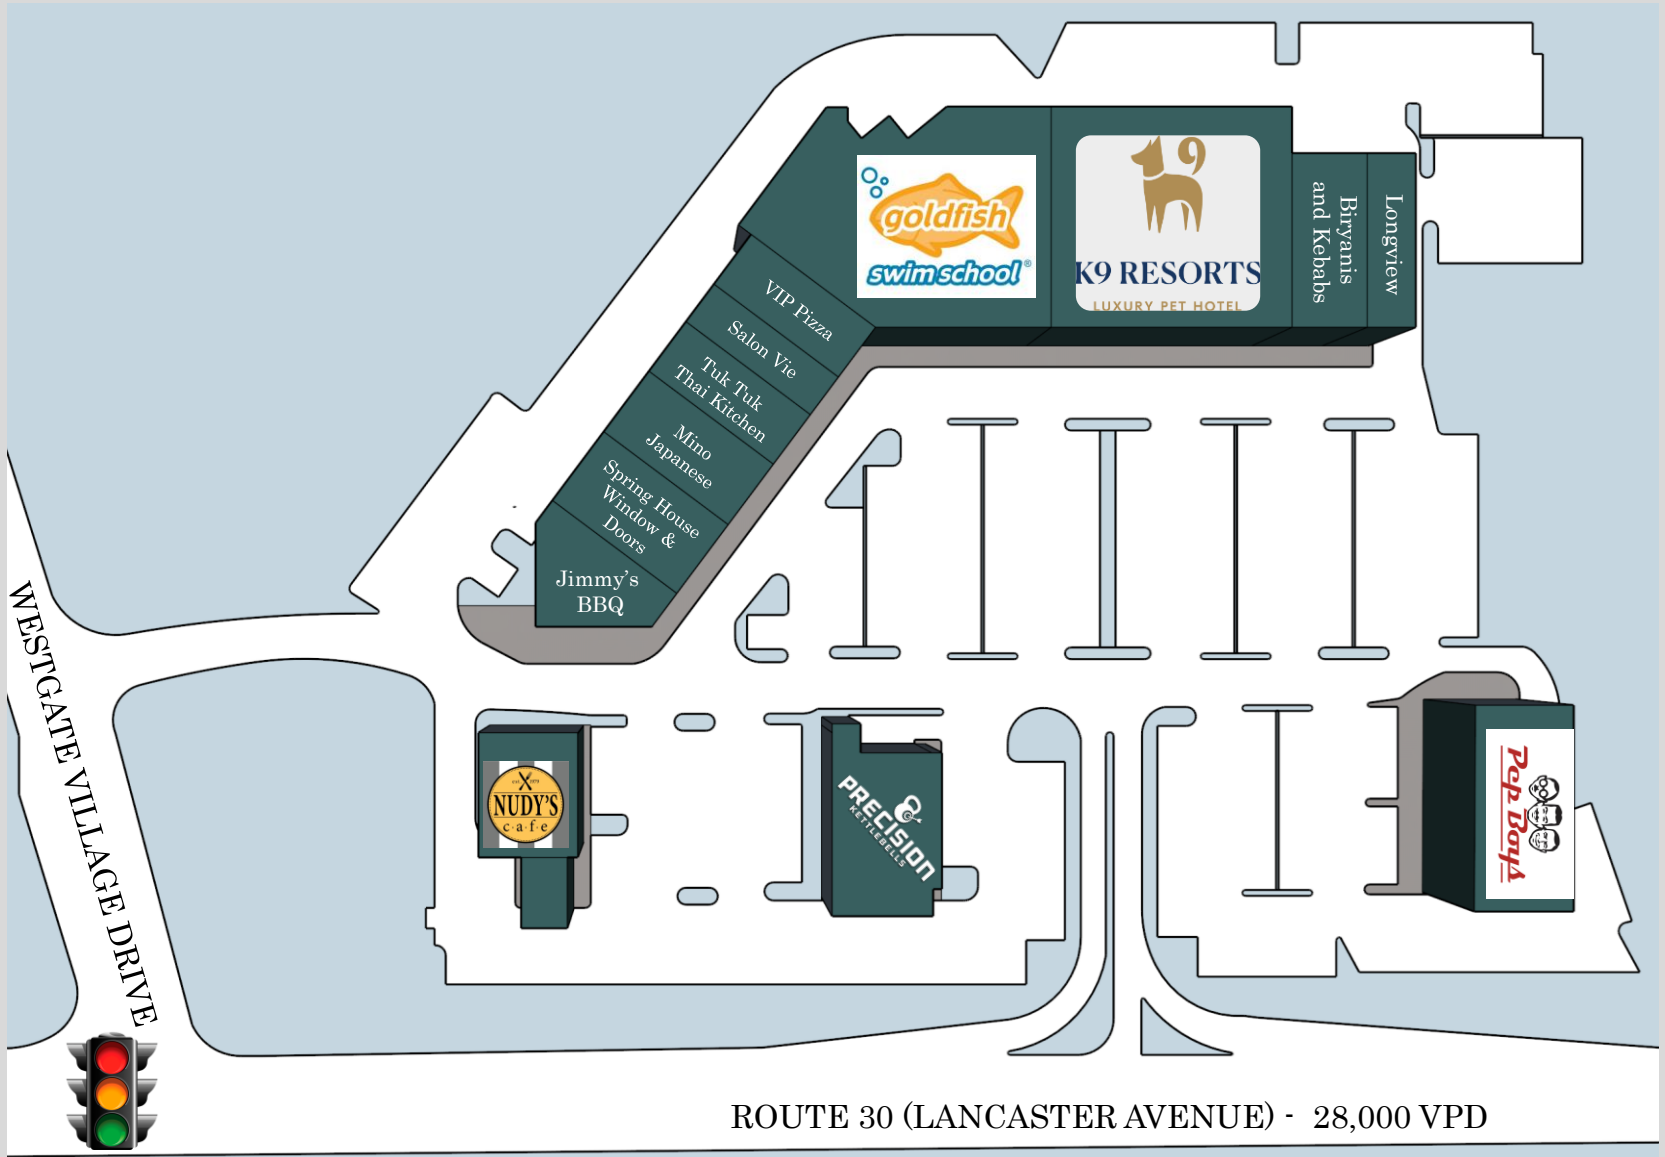 goldfish
swim school®
K9 RESORTS
LUXURY PET HOTEL
Biryanis
and Kebabs
Longview
VIP Pizza
Salon Vie
Tuk Tuk
Thai Kitchen
Mino
Japanese
Spring House
Window &
Doors
Jimmy's
BBQ
NUDY'S
c·a·f·e
PRECISION
KETTLEBELLS
Pep Boys
WESTGATE VILLAGE DRIVE
ROUTE 30 (LANCASTER AVENUE) - 28,000 VPD